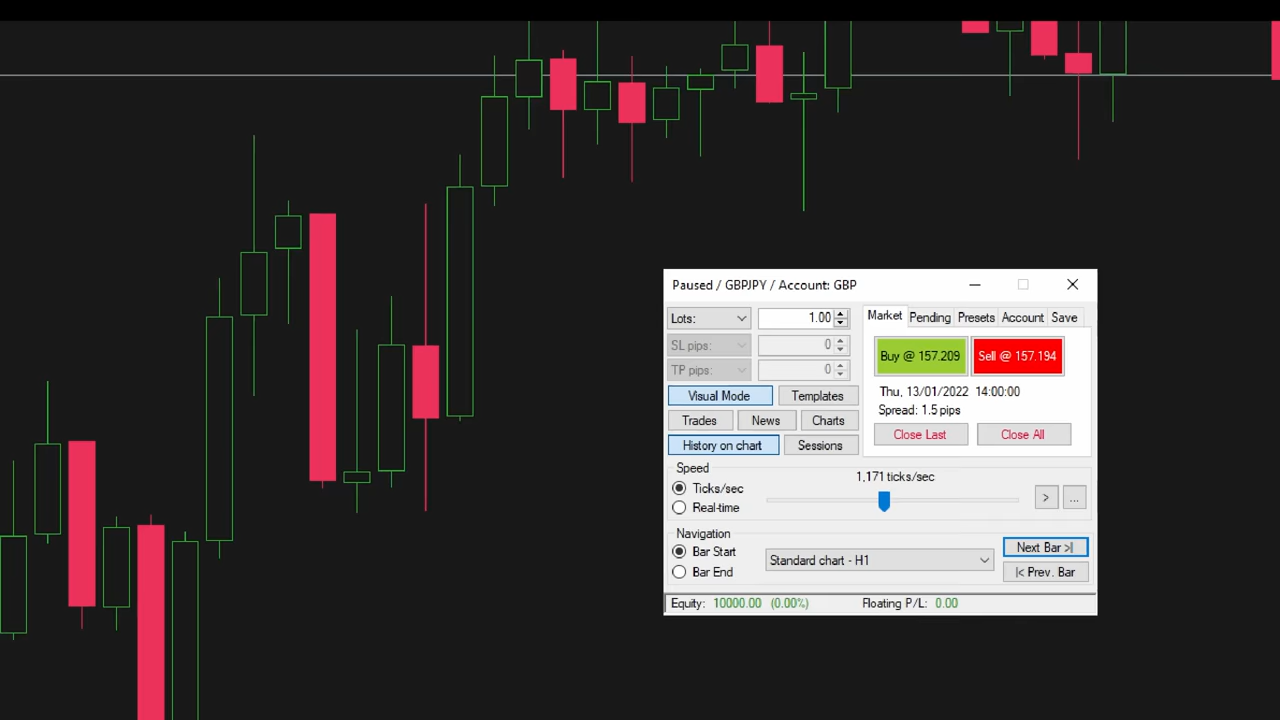 Paused / GBPJPY / Account: GBP
Lots: 1.00
Market Pending Presets Account Save
SL pips: 0
Buy @ 157.209 Sell @ 157.194
TP pips: 0
Thu, 13/01/2022 14:00:00
Visual Mode Templates
Spread: 1.5 pips
Trades News Charts
Close Last Close All
History on chart Sessions
Speed
1,171 ticks/sec
Ticks/sec
> ...
Real-time
Navigation
Bar Start
Next Bar >|
Standard chart - H1
Bar End
|< Prev. Bar
Equity: 10000.00 (0.00%) Floating P/L: 0.00